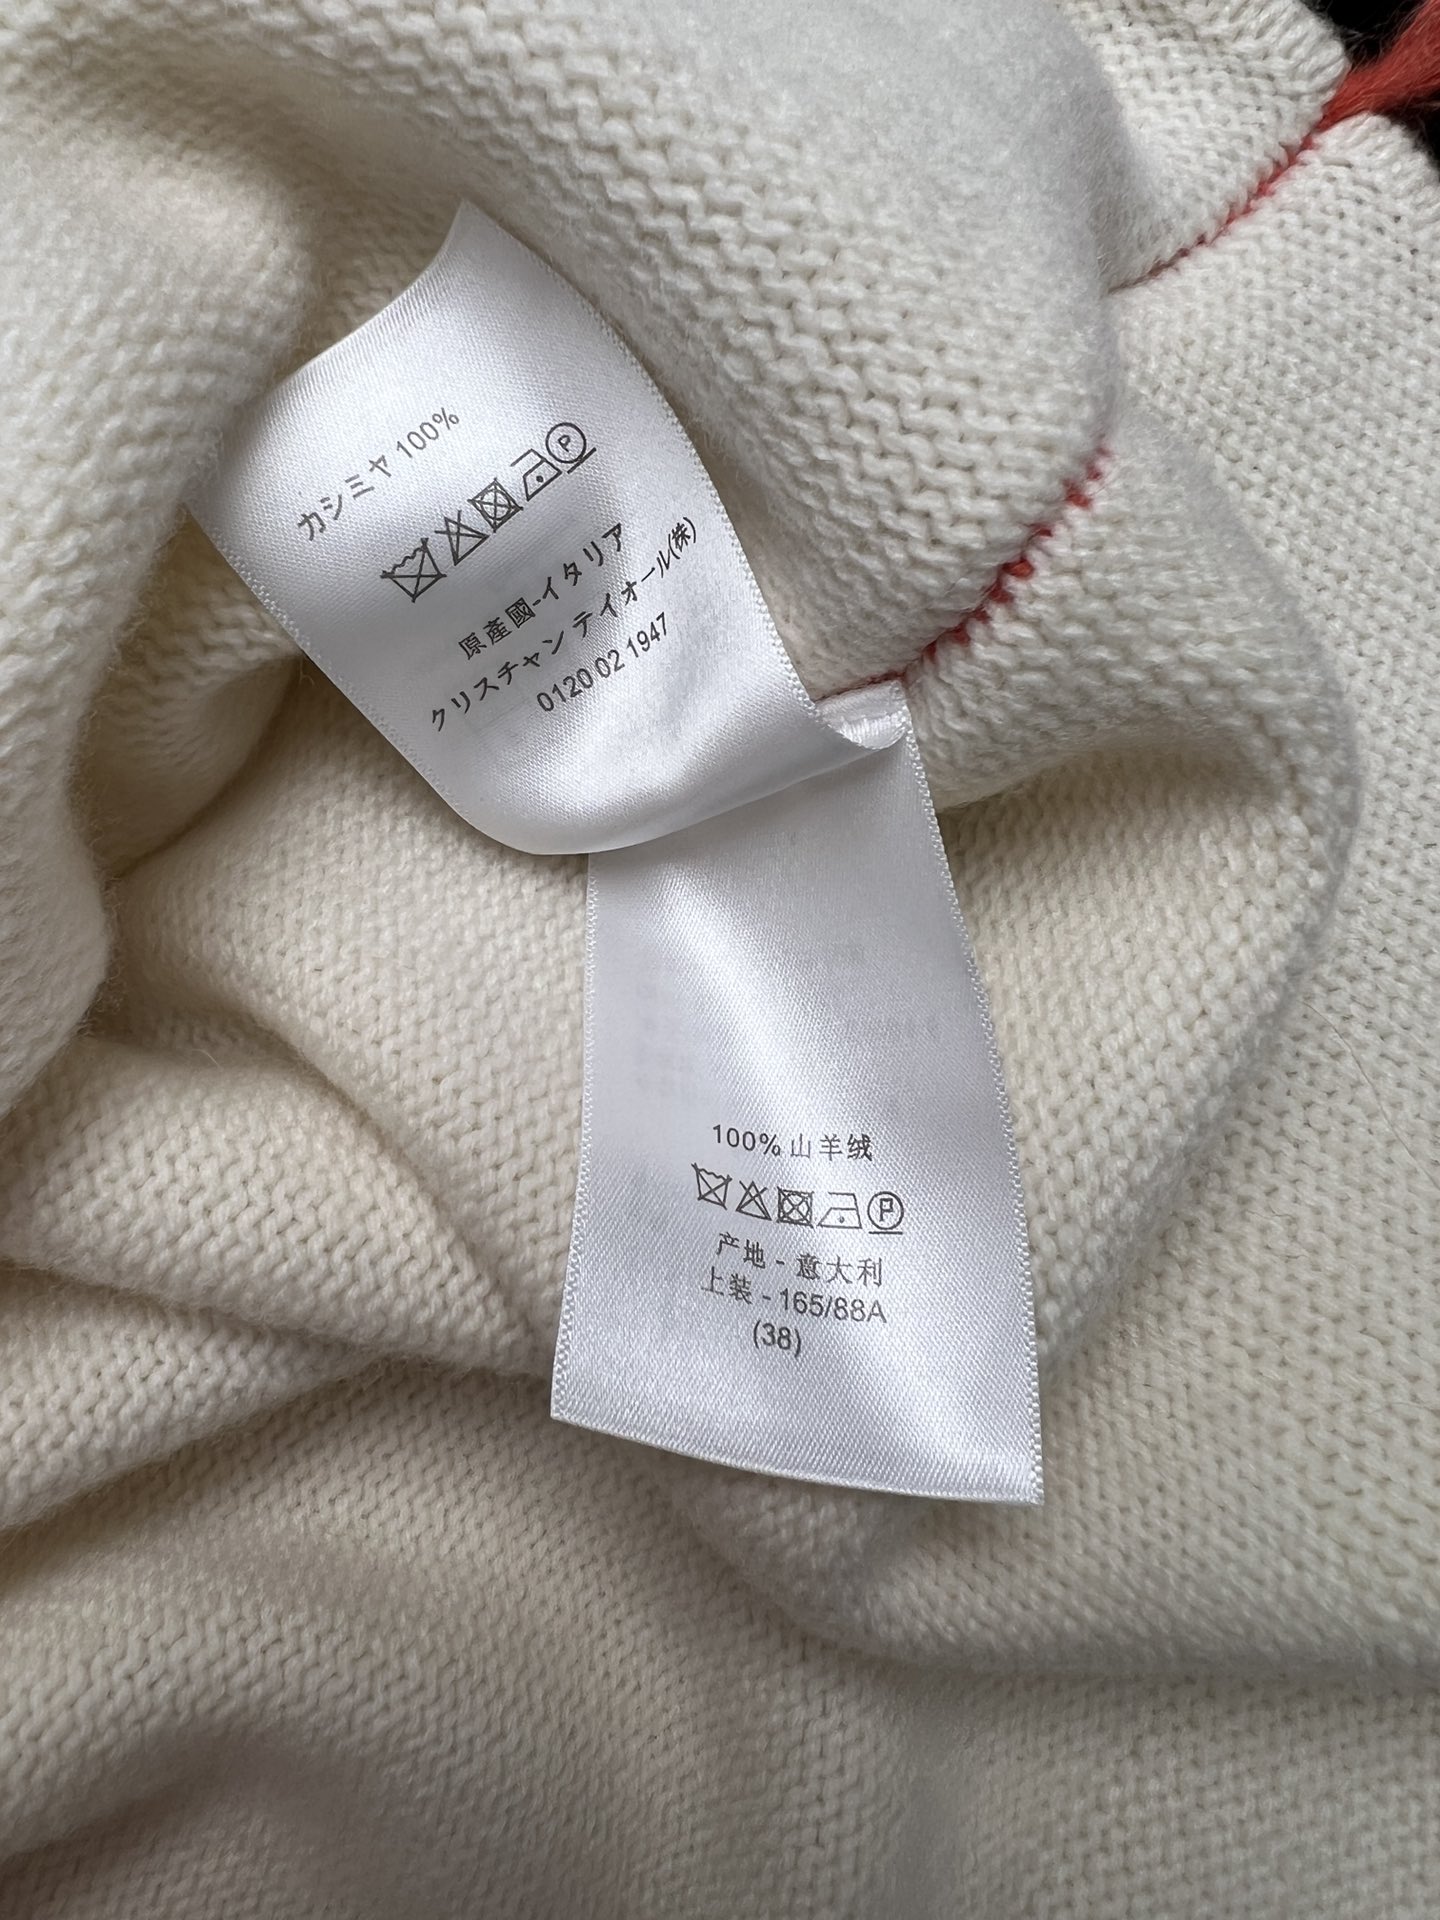 カシミヤ 100%
P
原産國-イタリア
クリスチャン テイオール(株)
0120 02 1947
100% 山羊绒
P
产地 - 意大利
上装 - 165/88A
(38)